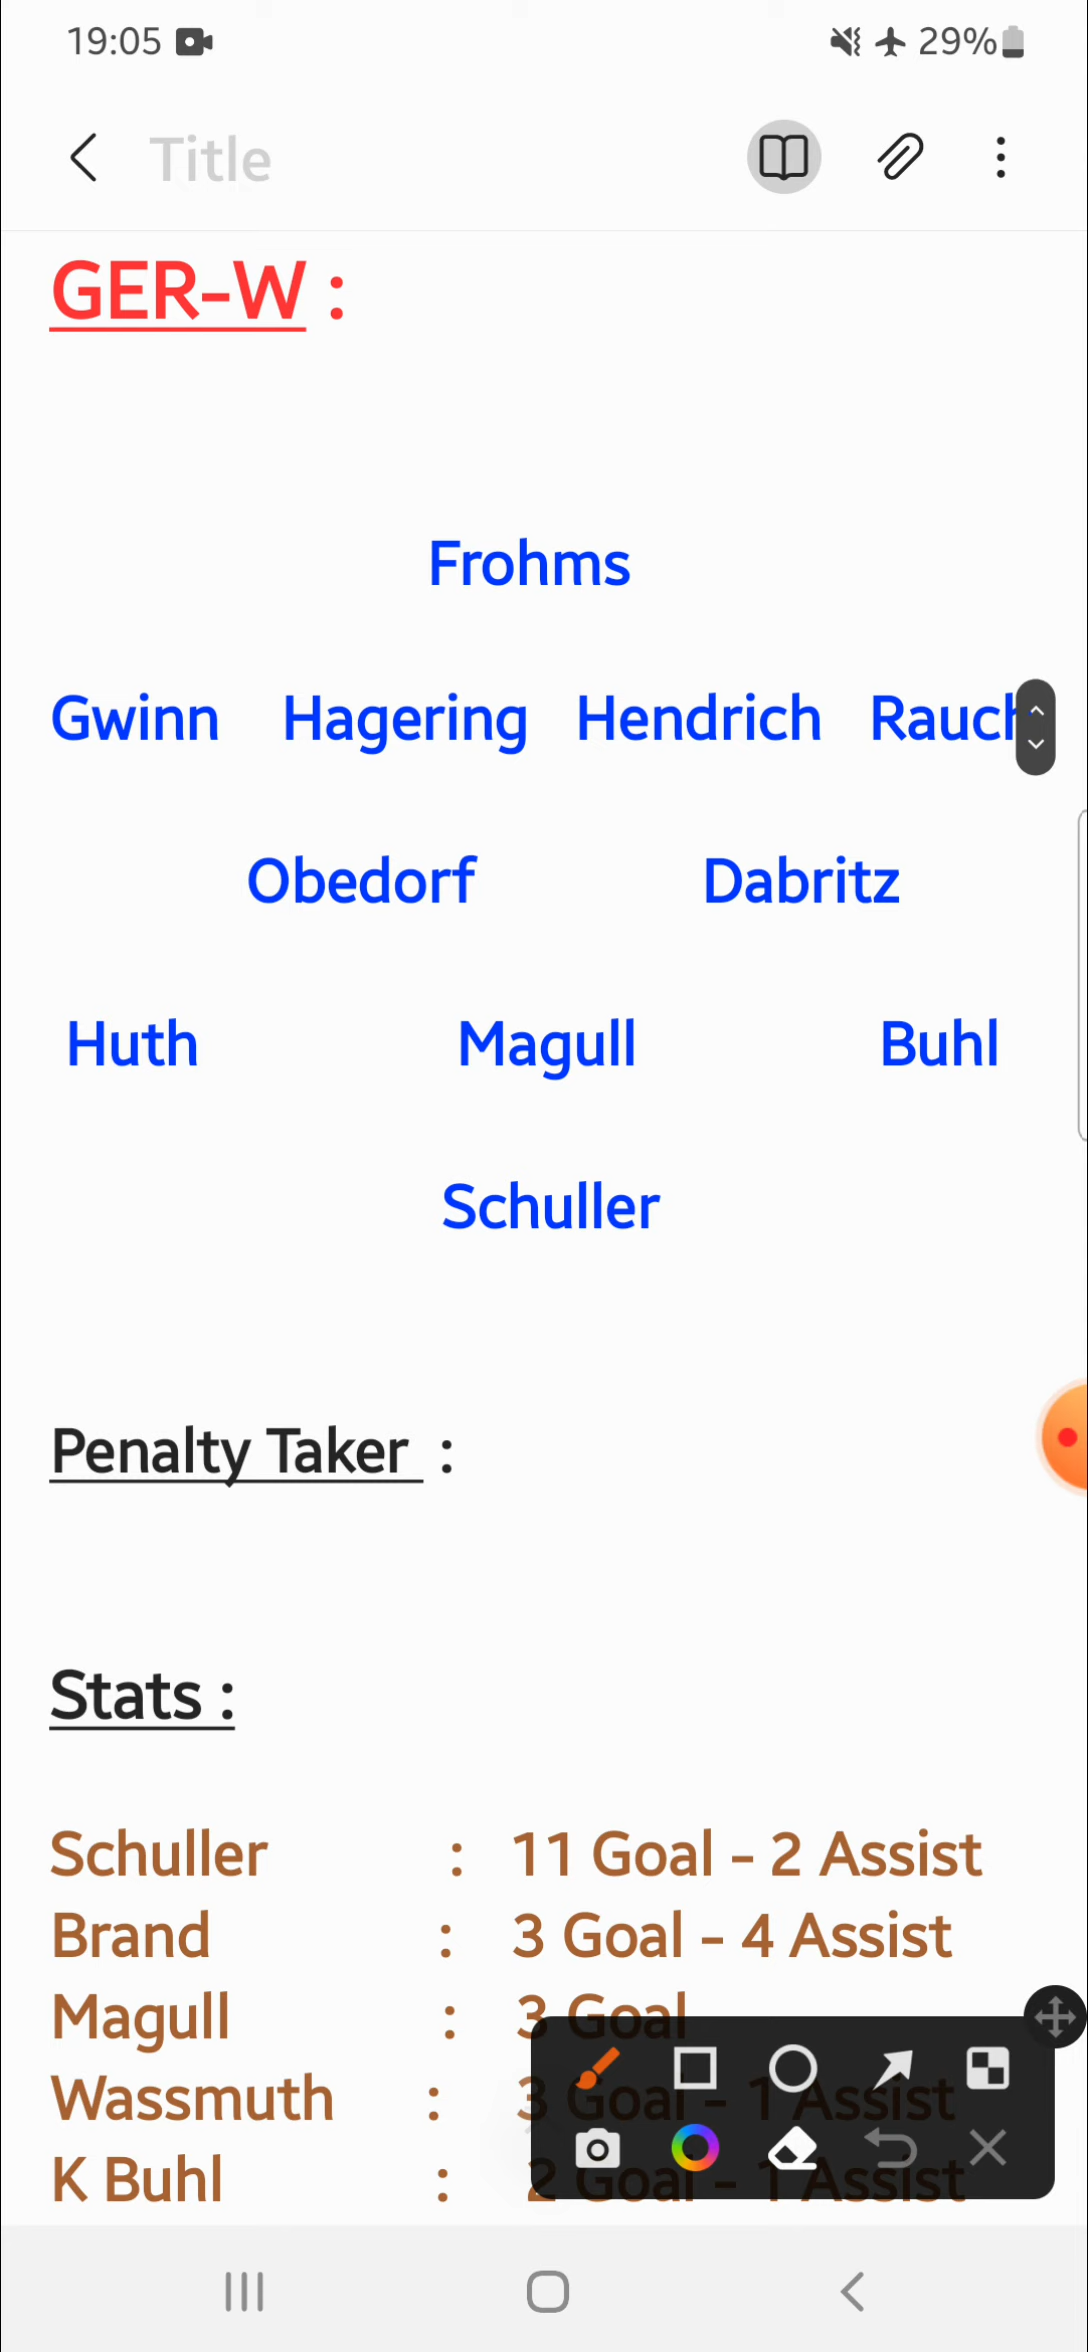 19:05 29%
Title
GER-W :
Frohms
Gwinn Hagering Hendrich Rauch
Obedorf Dabritz
Huth Magull Buhl
Schuller
Penalty Taker :
Stats :
Schuller : 11 Goal - 2 Assist
Brand : 3 Goal - 4 Assist
Magull : 3 Goal
Wassmuth : 3 Goal - 1 Assist
K Buhl : 2 Goal - 1 Assist